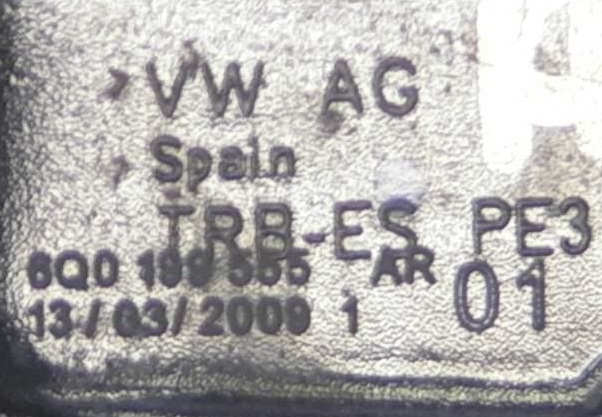 VW AG
Spain
TRB-ES PE3
6Q0 199 555 AR 01
13/03/2009 1